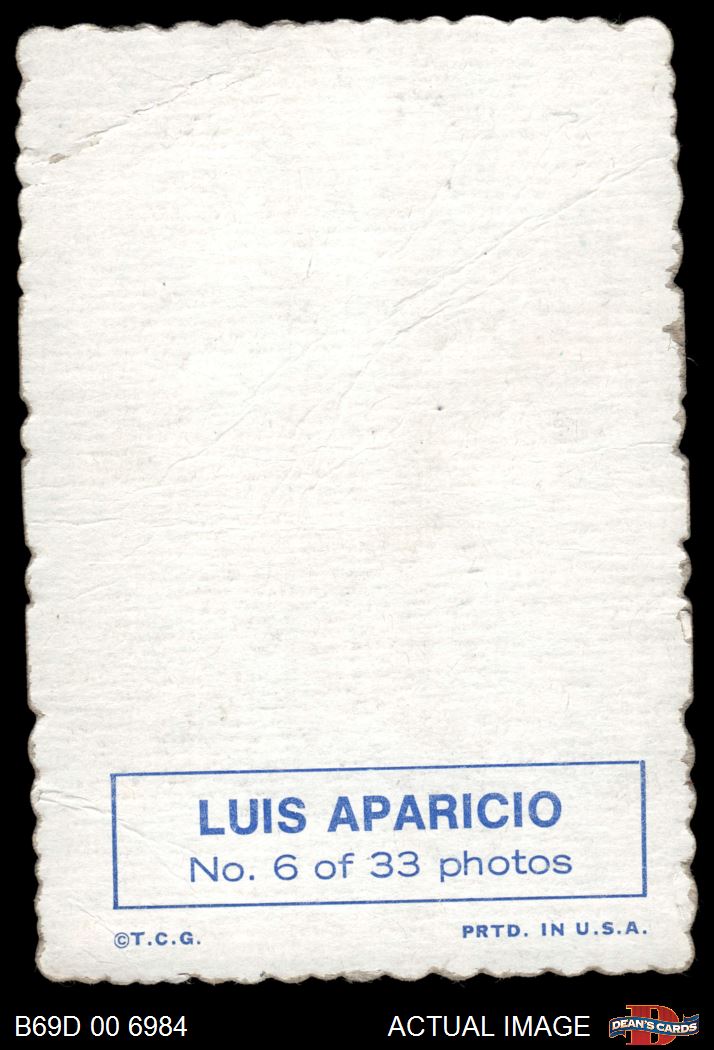 LUIS APARICIO
No. 6 of 33 photos
©T.C.G.
PRTD. IN U.S.A.
B69D 00 6984
ACTUAL IMAGE
DEAN'S CARDS